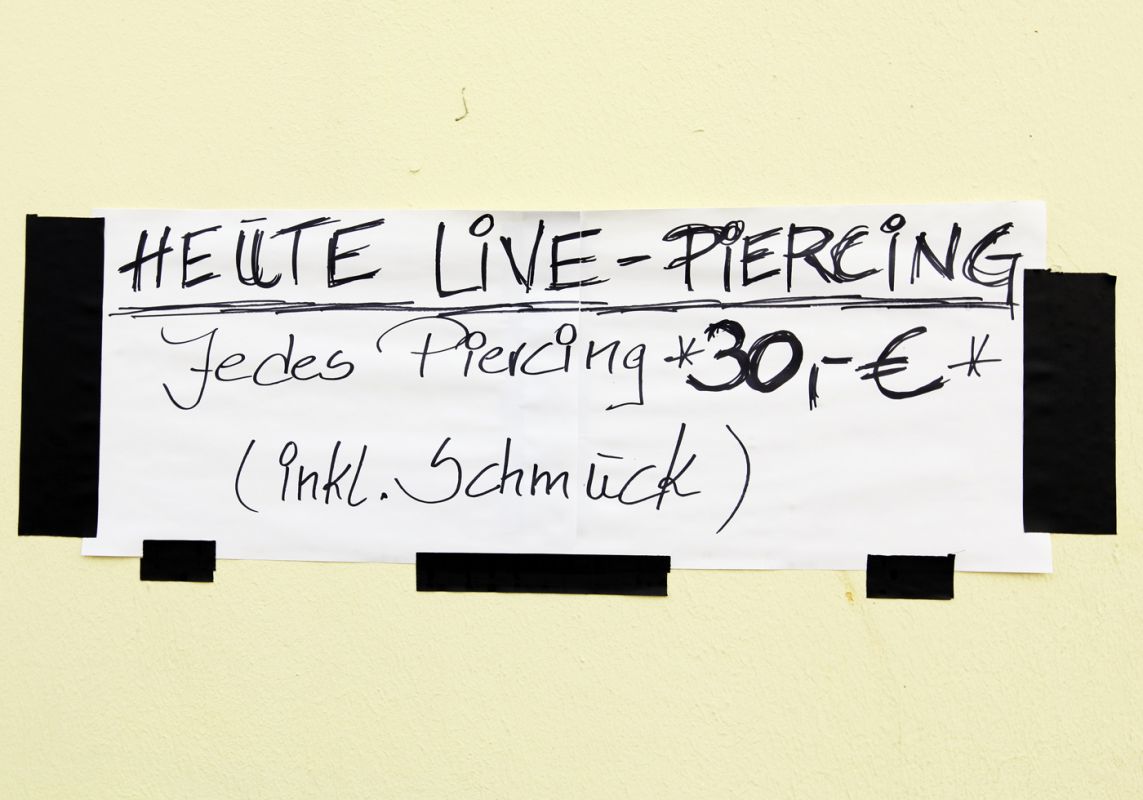 HEUTE LiVE-PiERCiNG
Jedes Piercing *30,-€*
(inkl. Schmuck)